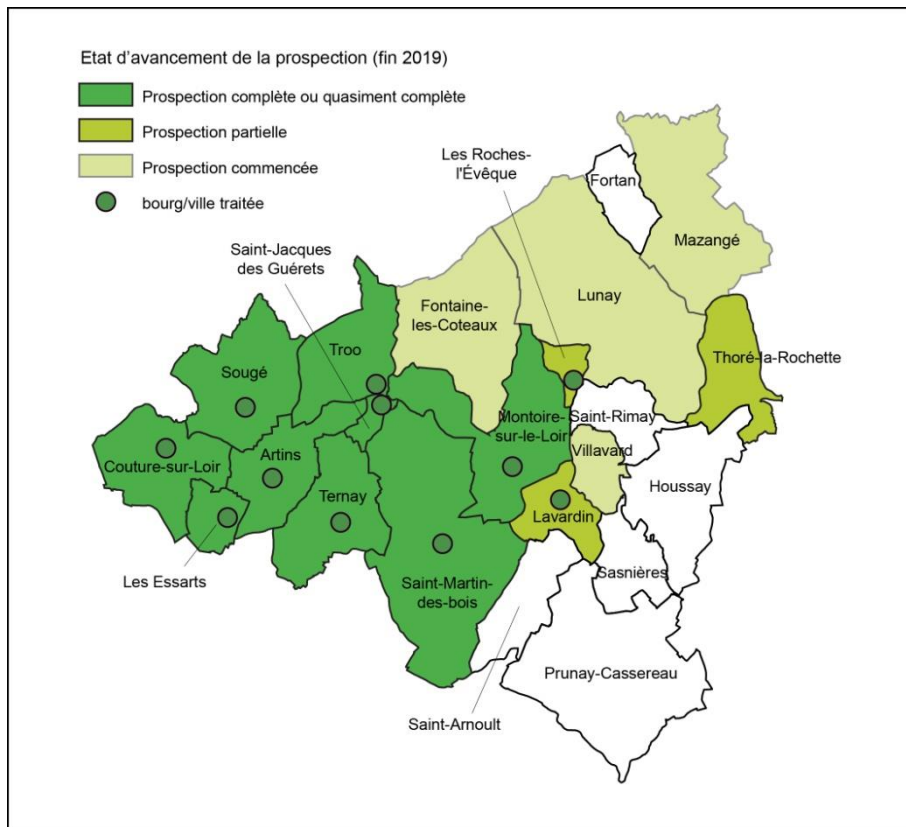 Etat d'avancement de la prospection (fin 2019)
Prospection complète ou quasiment complète
Prospection partielle
Prospection commencée
bourg/ville traitée
Les Roches-
l'Évêque
Fortan
Mazangé
Saint-Jacques
des Guérets
Fontaine-
les-Coteaux
Lunay
Troo
Thoré-la-Rochette
Sougé
Montoire-
sur-le-Loir
Saint-Rimay
Villavard
Couture-sur-Loir
Artins
Houssay
Ternay
Lavardin
Les Essarts
Saint-Martin-
des-bois
Sasnières
Prunay-Cassereau
Saint-Arnoult